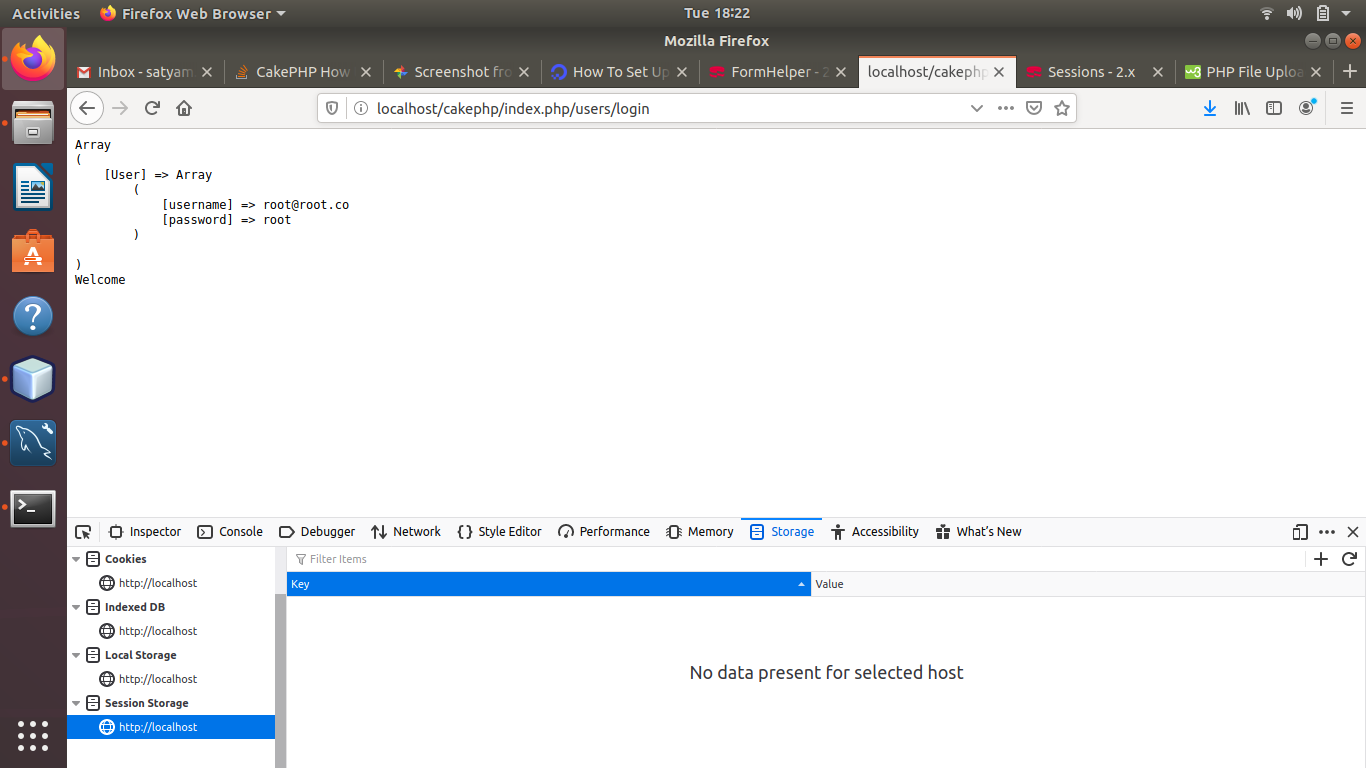 Activities Firefox Web Browser Tue 18:22
Mozilla Firefox
Inbox - satyam CakePHP How Screenshot fro How To Set Up FormHelper - 2 localhost/cakeph Sessions - 2.x PHP File Uploa
localhost/cakephp/index.php/users/login
Array
(
    [User] => Array
        (
            [username] => root@root.co
            [password] => root
        )
)
Welcome
Inspector Console Debugger Network Style Editor Performance Memory Storage Accessibility What's New
Cookies
http://localhost
Indexed DB
http://localhost
Local Storage
http://localhost
Session Storage
http://localhost
Filter Items
Key Value
No data present for selected host